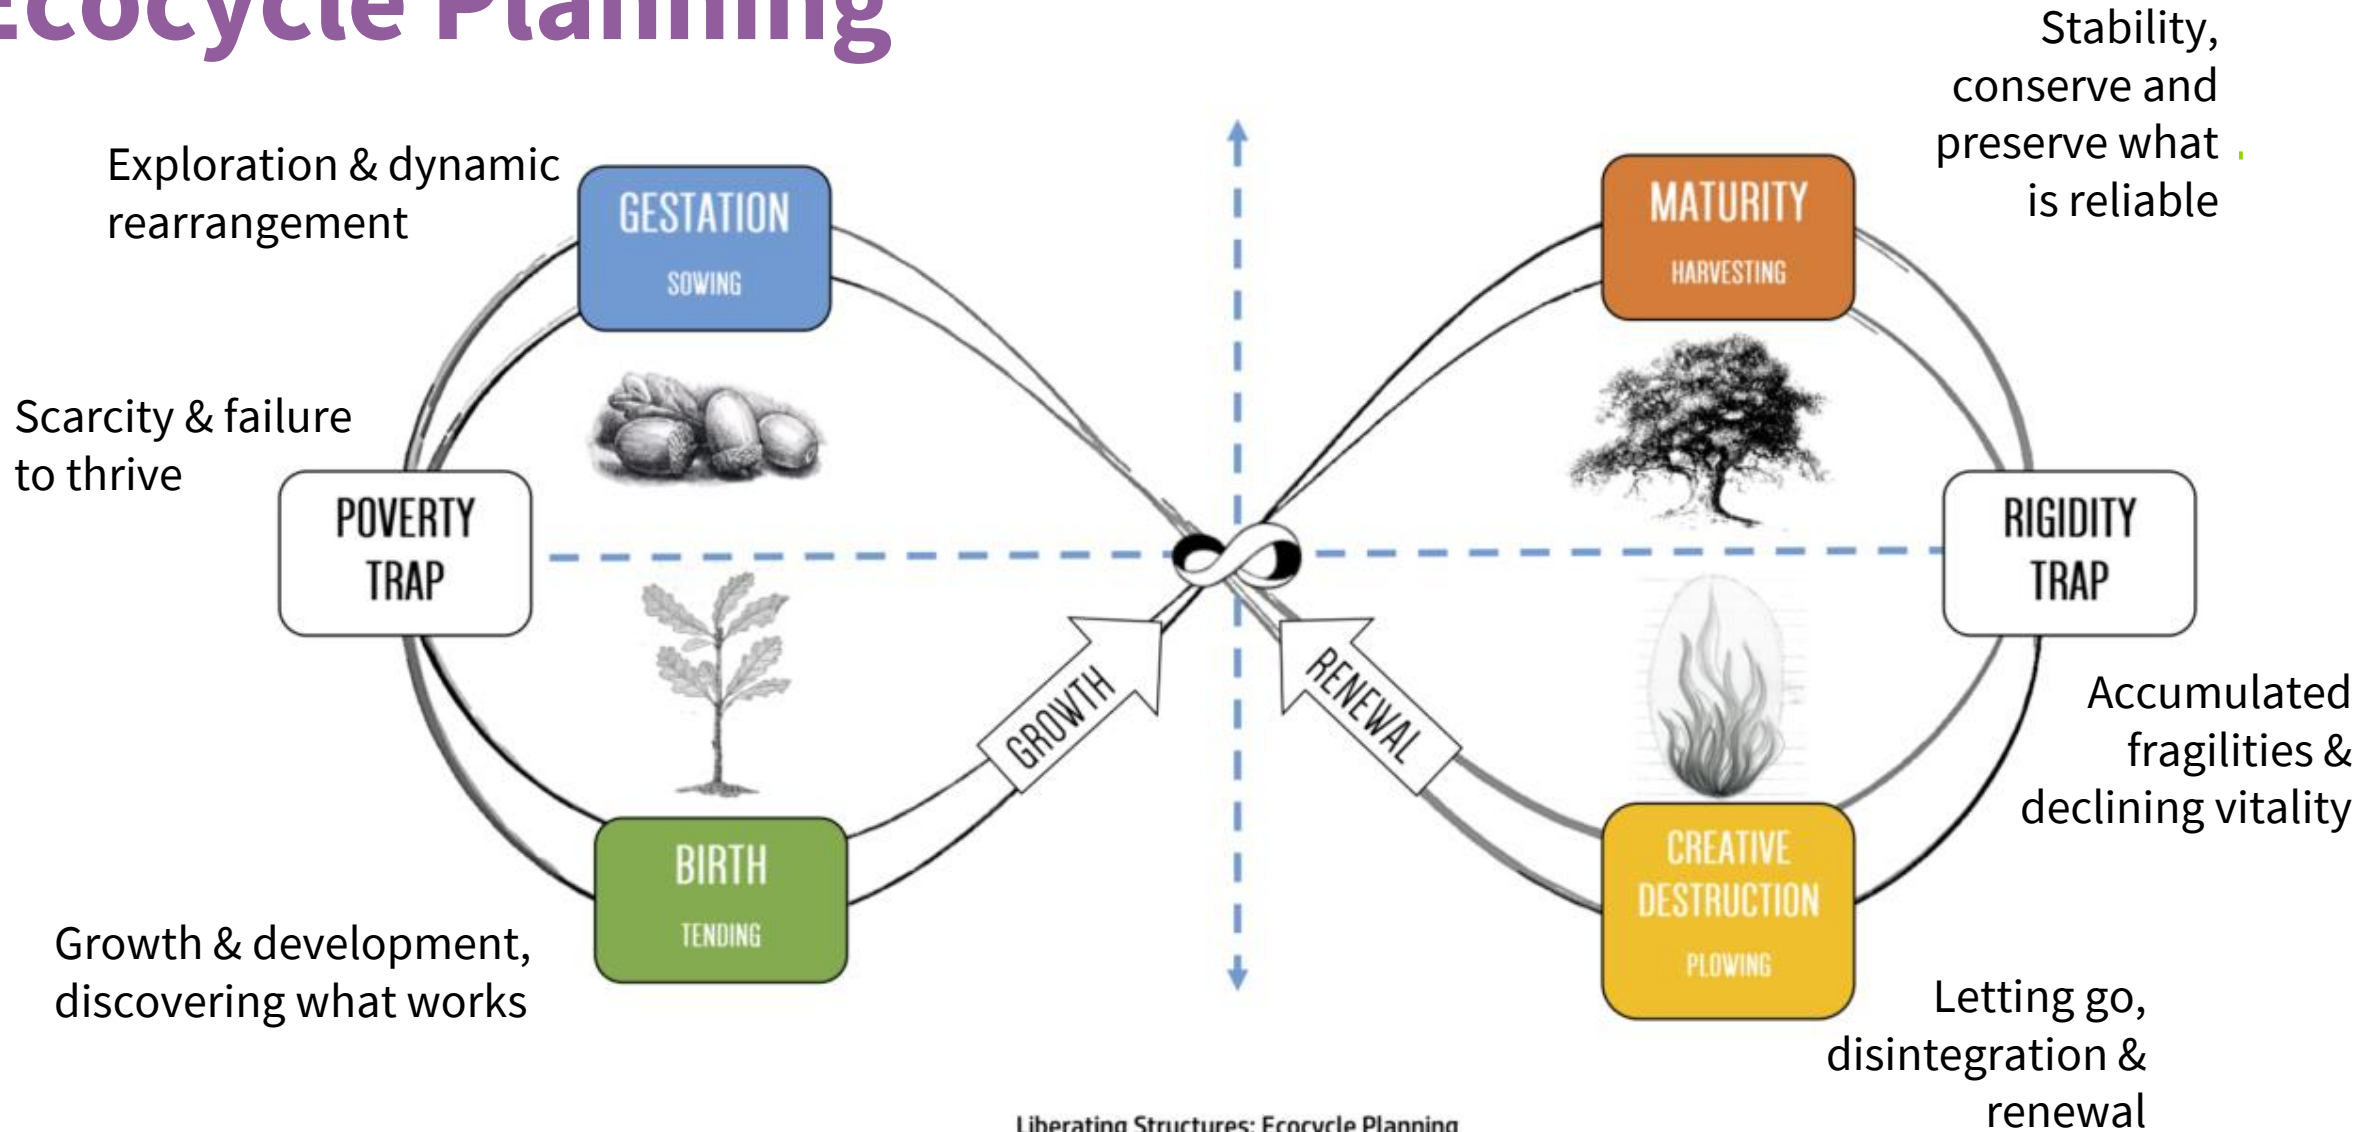 Ecocycle Planning
Stability,
conserve and
preserve what
is reliable
Exploration & dynamic
rearrangement
GESTATION
SOWING
MATURITY
HARVESTING
Scarcity & failure
to thrive
POVERTY
TRAP
RIGIDITY
TRAP
GROWTH
RENEWAL
Accumulated
fragilities &
declining vitality
BIRTH
TENDING
CREATIVE
DESTRUCTION
PLOWING
Growth & development,
discovering what works
Letting go,
disintegration &
renewal
Liberating Structures: Ecocycle Planning